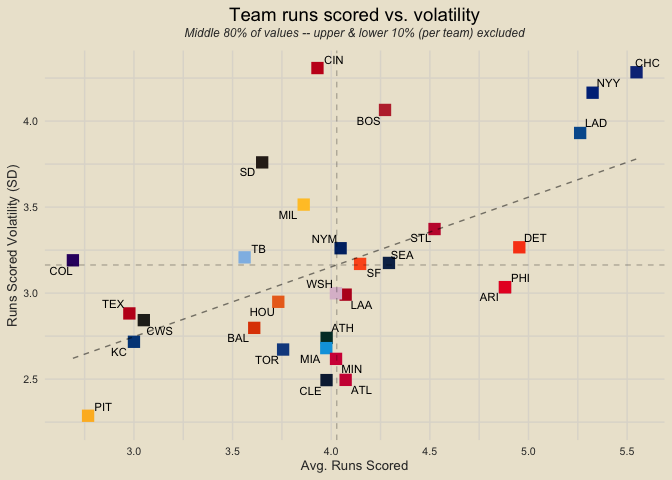 Team runs scored vs. volatility
Middle 80% of values -- upper & lower 10% (per team) excluded
CIN
CHC
NYY
BOS
LAD
SD
MIL
NYM
STL
DET
TB
SEA
COL
SF
WSH
PHI
ARI
LAA
TEX
HOU
CWS
ATH
BAL
KC
TOR
MIA
MIN
CLE
ATL
PIT
4.0
3.5
3.0
2.5
Runs Scored Volatility (SD)
3.0 3.5 4.0 4.5 5.0 5.5
Avg. Runs Scored